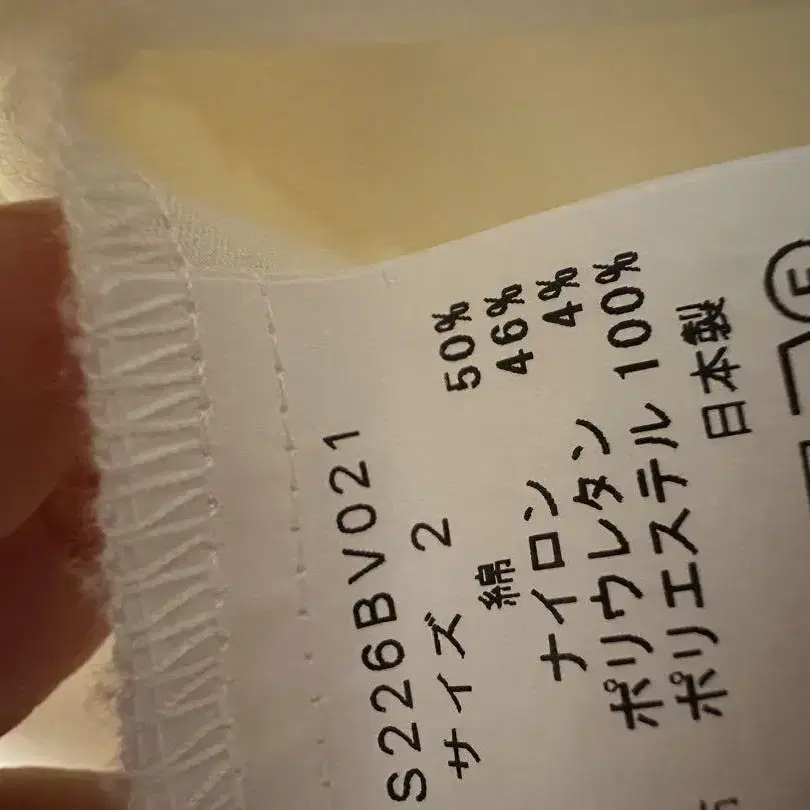 S226BV021
サイズ 2
綿 50%
ナイロン 46%
ポリウレタン 4%
ポリエステル 100%
日本製
F